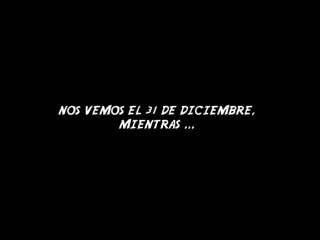 NOS VEMOS EL 31 DE DICIEMBRE,
MIENTRAS ...